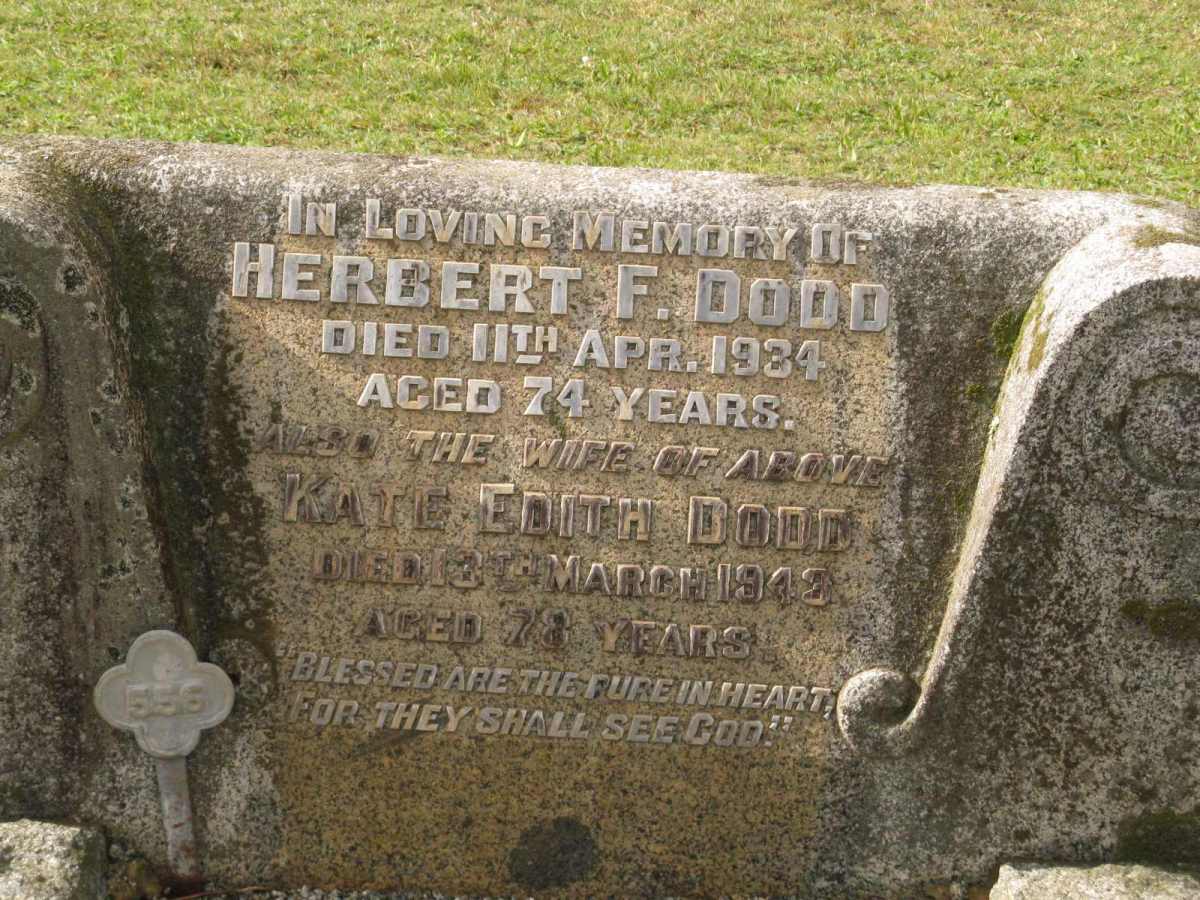 IN LOVING MEMORY OF
HERBERT F. DODD
DIED 11TH APR. 1934
AGED 74 YEARS.
ALSO THE WIFE OF ABOVE
KATE EDITH DODD
DIED 13TH MARCH 1943
AGED 78 YEARS
"BLESSED ARE THE PURE IN HEART,
FOR THEY SHALL SEE GOD."
556